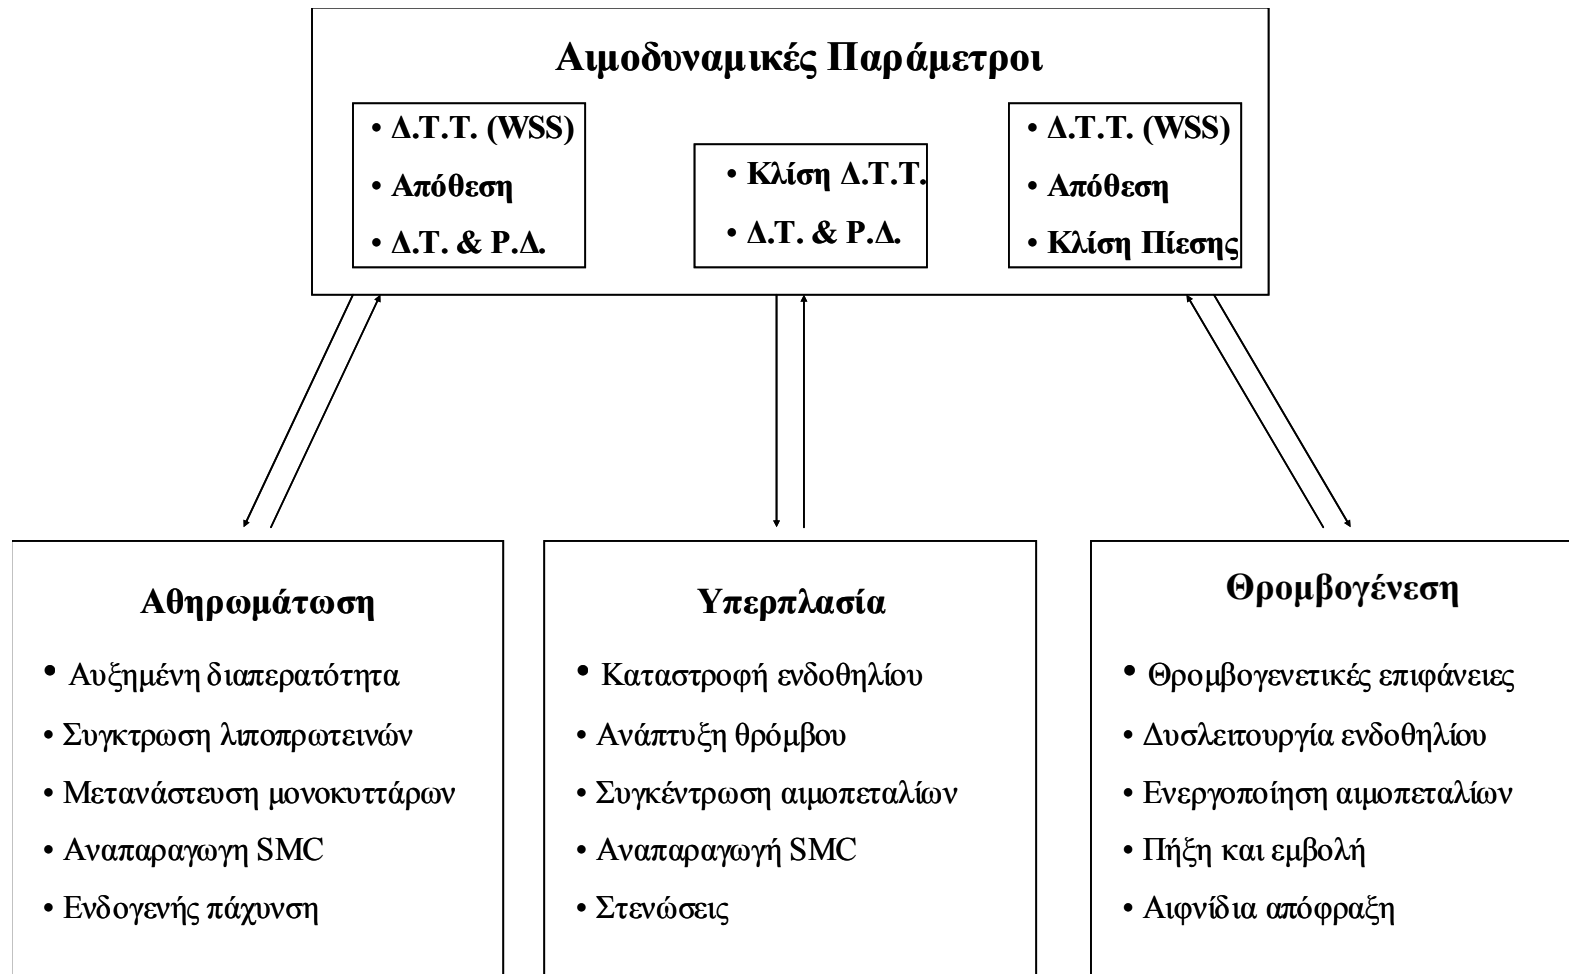 Αιμοδυναμικές Παράμετροι
• Δ.Τ.Τ. (WSS)
• Απόθεση
• Δ.Τ. & Ρ.Δ.
• Κλίση Δ.Τ.Τ.
• Δ.Τ. & Ρ.Δ.
• Δ.Τ.Τ. (WSS)
• Απόθεση
• Κλίση Πίεσης
Αθηρωμάτωση
• Αυξημένη διαπερατότητα
• Συγκτρωση λιποπρωτεινών
• Μετανάστευση μονοκυττάρων
• Αναπαραγωγη SMC
• Ενδογενής πάχυνση
Υπερπλασία
• Καταστροφή ενδοθηλίου
• Ανάπτυξη θρόμβου
• Συγκέντρωση αιμοπεταλίων
• Αναπαραγωγή SMC
• Στενώσεις
Θρομβογένεση
• Θρομβογενετικές επιφάνειες
• Δυσλειτουργία ενδοθηλίου
• Ενεργοποίηση αιμοπεταλίων
• Πήξη και εμβολή
• Αιφνίδια απόφραξη